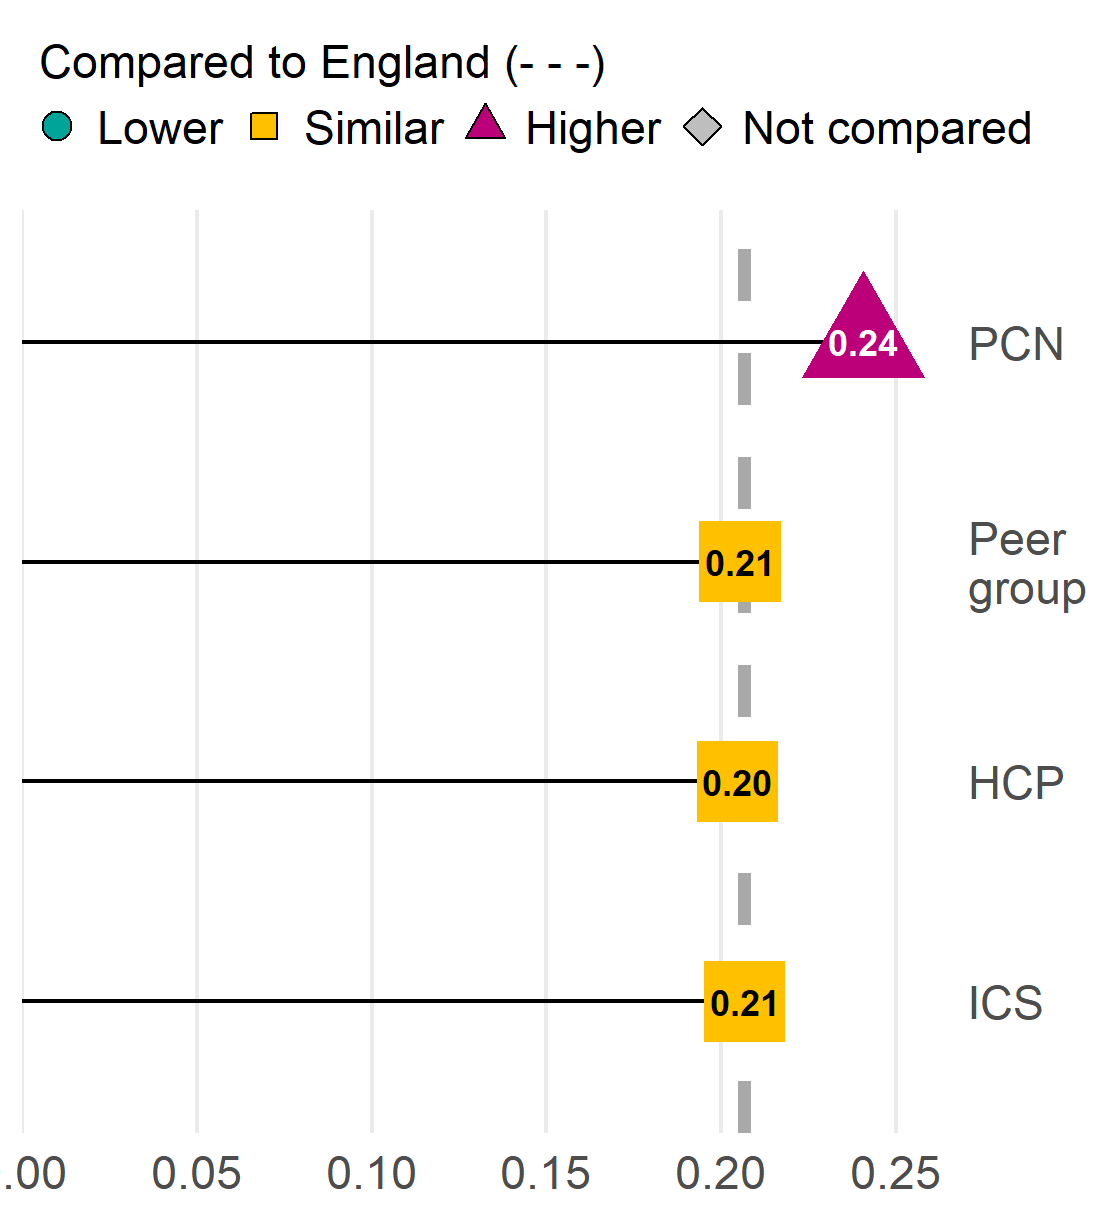 Compared to England (- - -)
Lower Similar Higher Not compared
0.24 PCN
Peer
0.21
group
0.20 HCP
0.21 ICS
.00 0.05 0.10 0.15 0.20 0.25